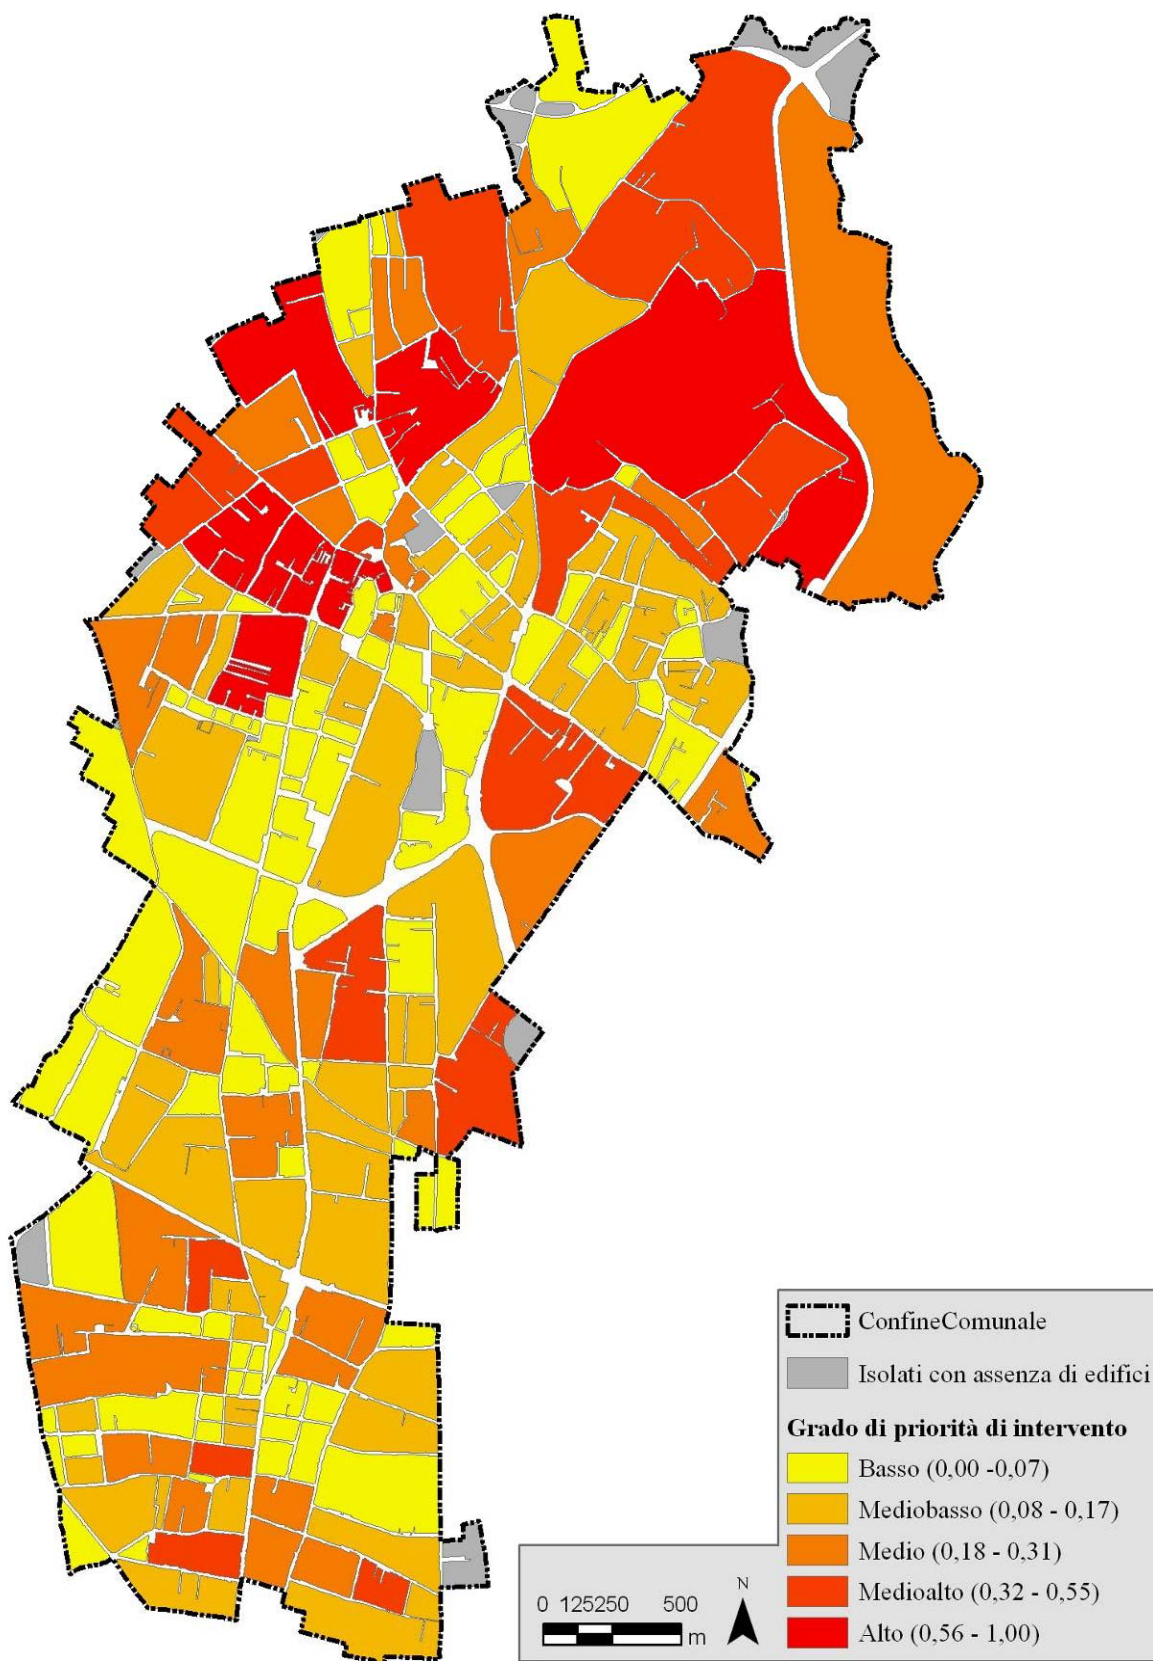 ConfineComunale
Isolati con assenza di edifici
Grado di priorità di intervento
Basso (0,00 -0,07)
Mediobasso (0,08 - 0,17)
Medio (0,18 - 0,31)
Medioalto (0,32 - 0,55)
Alto (0,56 - 1,00)
0 125250 500
m
N